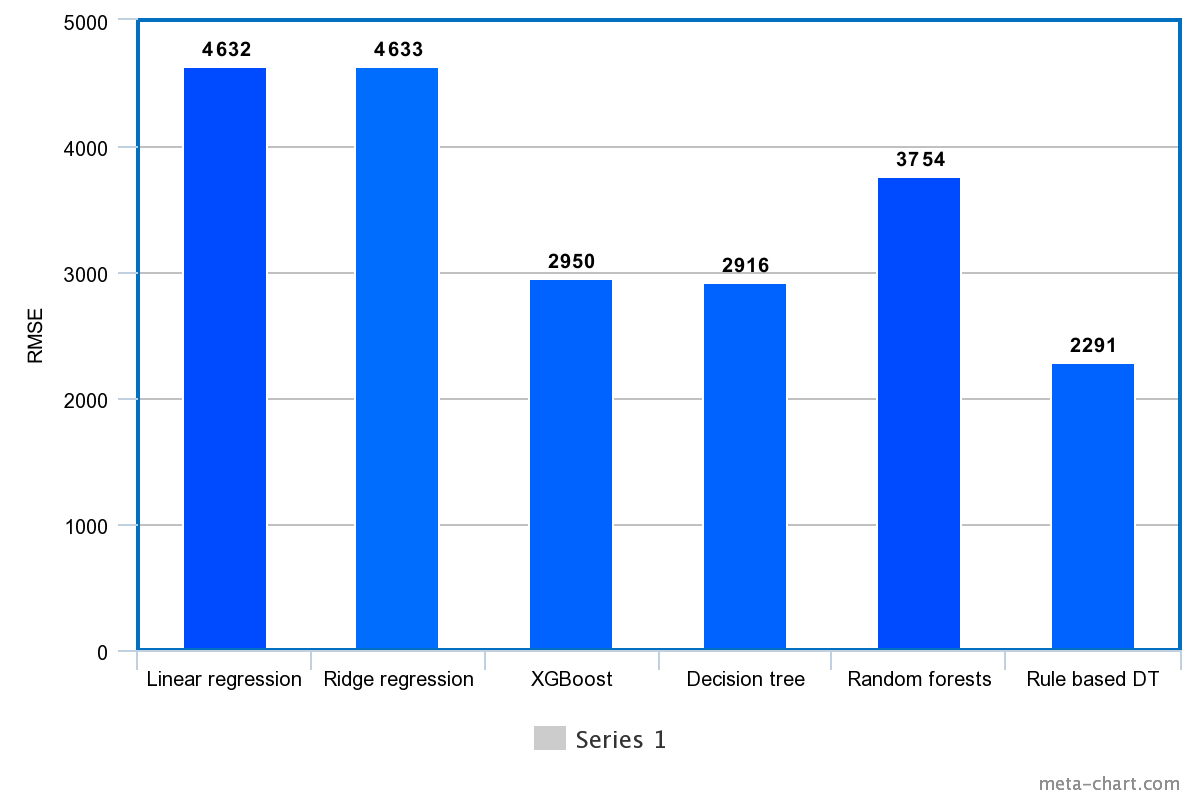 5000
4000
3000
2000
1000
0
RMSE
4632
4633
2950
2916
3754
2291
Linear regression
Ridge regression
XGBoost
Decision tree
Random forests
Rule based DT
Series 1
meta-chart.com